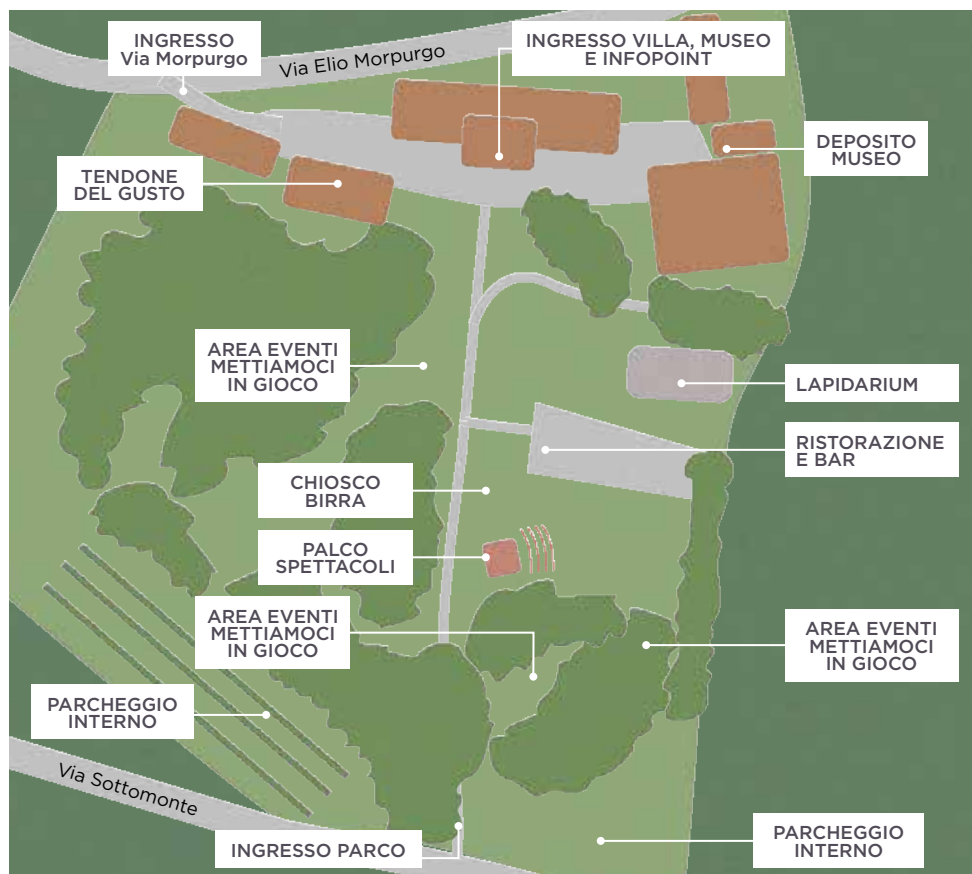 INGRESSO
Via Morpurgo
Via Elio Morpurgo
INGRESSO VILLA, MUSEO
E INFOPOINT
DEPOSITO
MUSEO
TENDONE
DEL GUSTO
AREA EVENTI
METTIAMOCI
IN GIOCO
LAPIDARIUM
RISTORAZIONE
E BAR
CHIOSCO
BIRRA
PALCO
SPETTACOLI
AREA EVENTI
METTIAMOCI
IN GIOCO
AREA EVENTI
METTIAMOCI
IN GIOCO
PARCHEGGIO
INTERNO
Via Sottomonte
INGRESSO PARCO
PARCHEGGIO
INTERNO